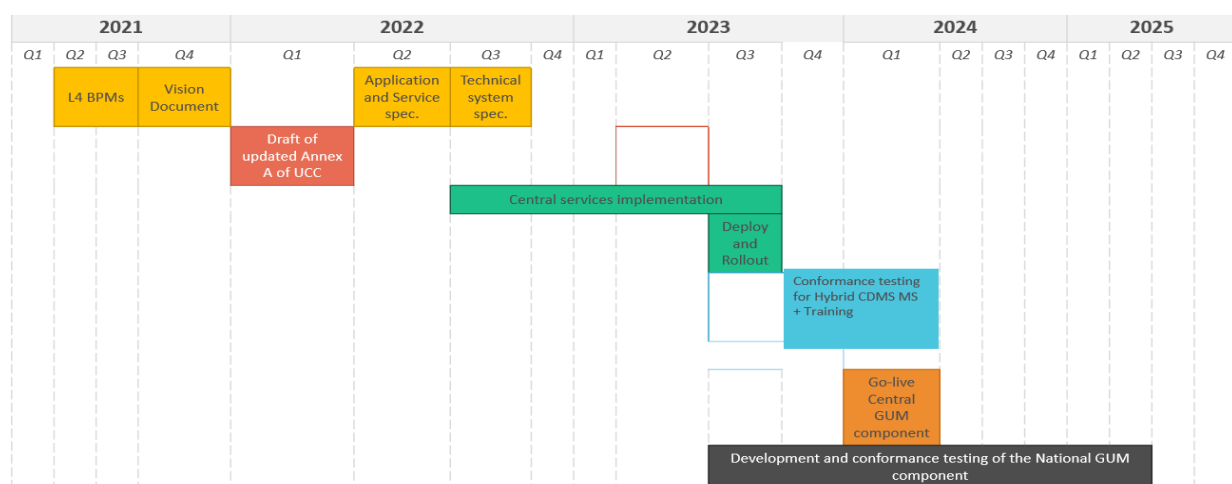 2021 2022 2023 2024 2025
Q1 Q2 Q3 Q4 Q1 Q2 Q3 Q4 Q1 Q2 Q3 Q4 Q1 Q2 Q3 Q4 Q1 Q2 Q3 Q4
L4 BPMs
Vision
Document
Application
and Service
spec.
Technical
system
spec.
Draft of
updated Annex
A of UCC
Central services implementation
Deploy
and
Rollout
Conformance testing
for Hybrid CDMS MS
+ Training
Go-live
Central
GUM
component
Development and conformance testing of the National GUM
component